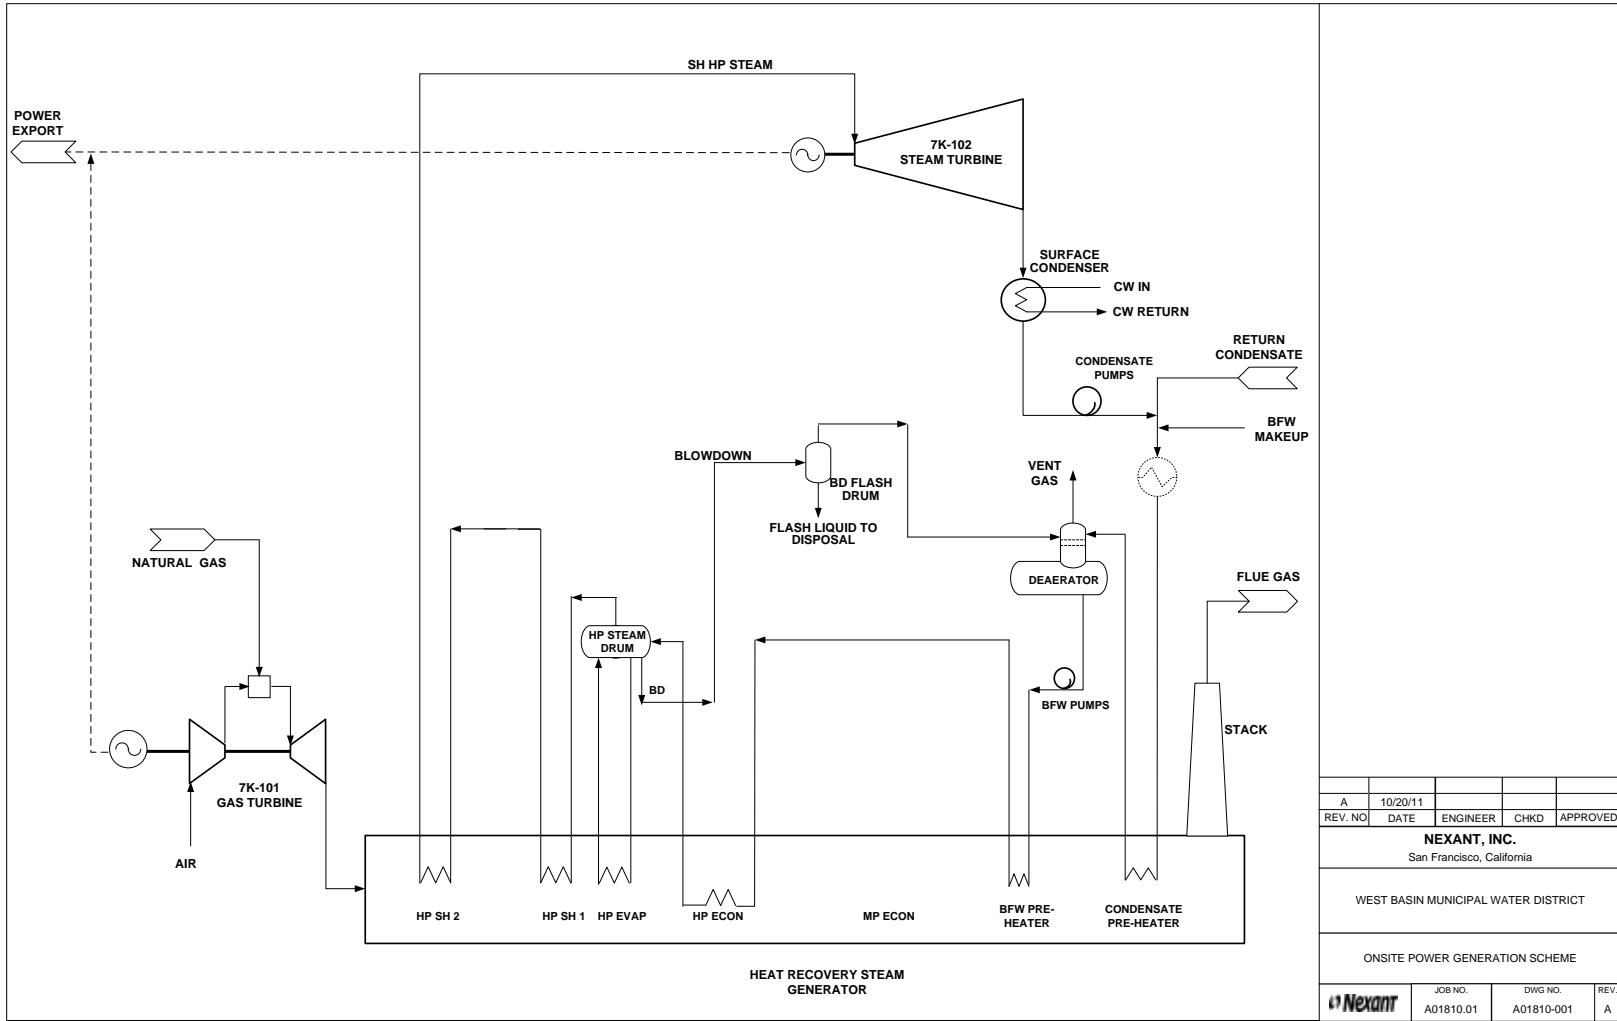 SH HP STEAM
POWER
EXPORT
7K-102
STEAM TURBINE
SURFACE
CONDENSER
CW IN
CW RETURN
RETURN
CONDENSATE
CONDENSATE
PUMPS
BFW
MAKEUP
BLOWDOWN
VENT
GAS
BD FLASH
DRUM
FLASH LIQUID TO
DISPOSAL
NATURAL GAS
DEAERATOR
FLUE GAS
HP STEAM
DRUM
BD
BFW PUMPS
STACK
7K-101
GAS TURBINE
AIR
HP SH 2
HP SH 1
HP EVAP
HP ECON
MP ECON
BFW PRE-
HEATER
CONDENSATE
PRE-HEATER
HEAT RECOVERY STEAM
GENERATOR
A 10/20/11
REV. NO DATE ENGINEER CHKD APPROVED
NEXANT, INC.
San Francisco, California
WEST BASIN MUNICIPAL WATER DISTRICT
ONSITE POWER GENERATION SCHEME
Nexant
JOB NO. DWG NO. REV.
A01810.01 A01810-001 A